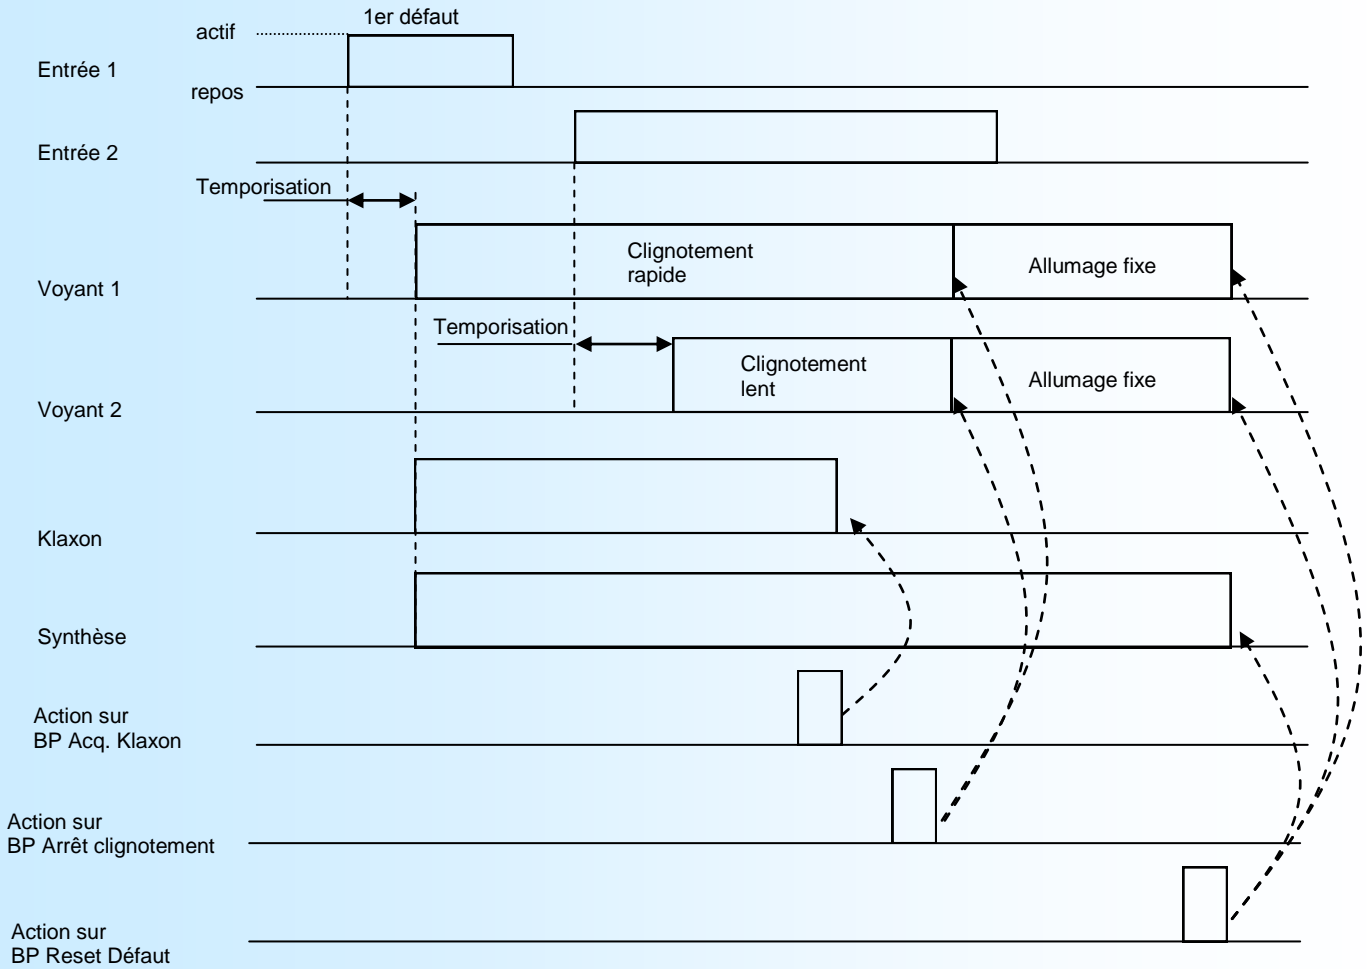 1er défaut
actif
Entrée 1
repos
Entrée 2
Temporisation
Clignotement
rapide
Allumage fixe
Voyant 1
Temporisation
Clignotement
lent
Allumage fixe
Voyant 2
Klaxon
Synthèse
Action sur
BP Acq. Klaxon
Action sur
BP Arrêt clignotement
Action sur
BP Reset Défaut